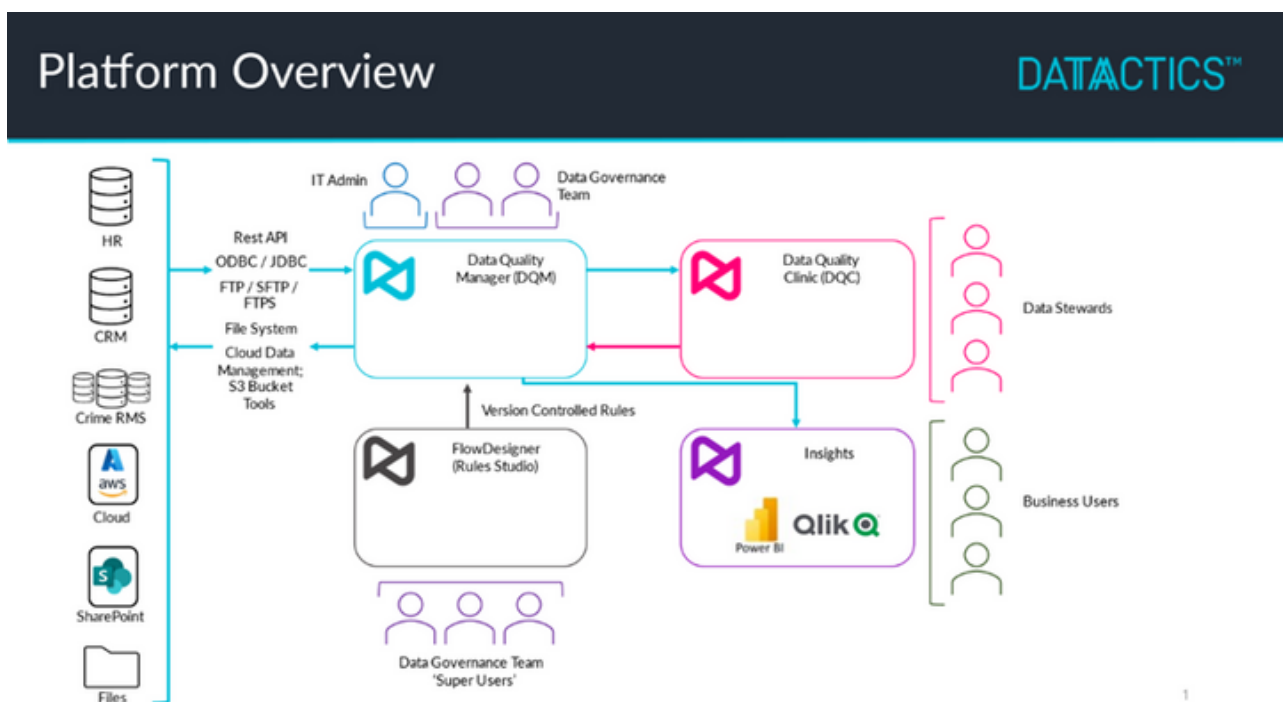 Platform Overview
DATACTICS™
HR
CRM
Crime RMS
aws
Cloud
S
SharePoint
Files
Rest API
ODBC / JDBC
FTP / SFTP /
FTPS
File System
Cloud Data
Management;
S3 Bucket
Tools
IT Admin
Data Governance
Team
Data Quality
Manager (DQM)
Data Quality
Clinic (DQC)
Data Stewards
Version Controlled Rules
FlowDesigner
(Rules Studio)
Insights
Power BI
Qlik
Business Users
Data Governance Team
'Super Users'
1